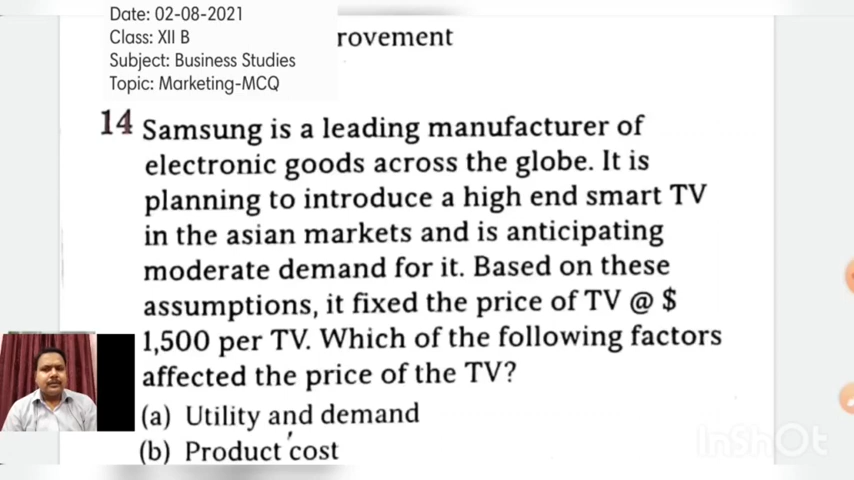 Date: 02-08-2021
Class: XII B
rovement
Subject: Business Studies
Topic: Marketing-MCQ
14 Samsung is a leading manufacturer of
electronic goods across the globe. It is
planning to introduce a high end smart TV
in the asian markets and is anticipating
moderate demand for it. Based on these
assumptions, it fixed the price of TV @ $
1,500 per TV. Which of the following factors
affected the price of the TV?
(a) Utility and demand
(b) Product cost
InShOt